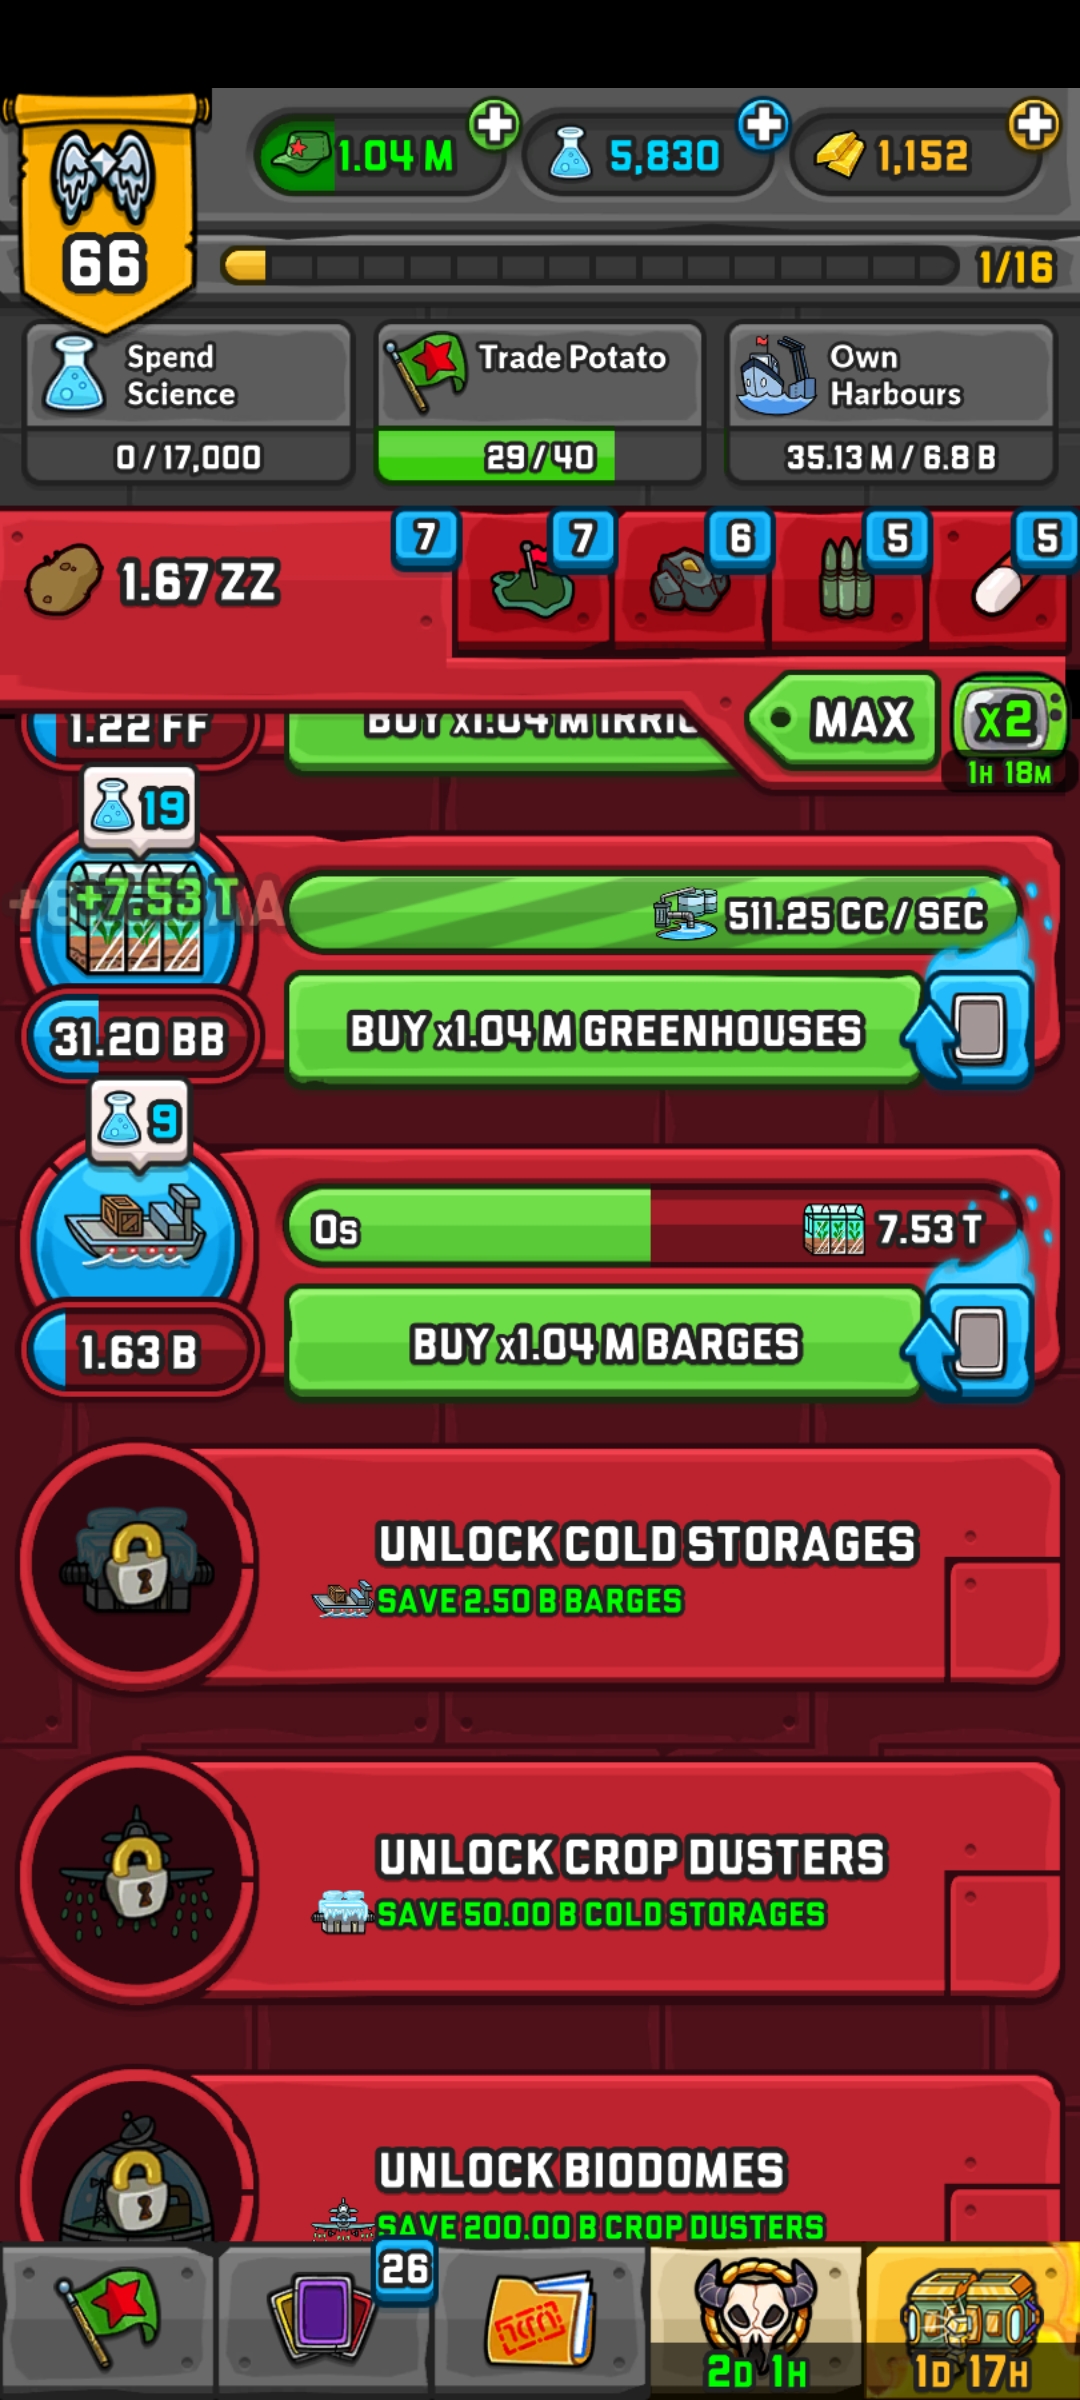 1.04 M
5,830
1,152
66
1/16
Spend
Science
0 / 17,000
Trade Potato
29 / 40
Own
Harbours
35.13 M / 6.8 B
1.67 ZZ
7
7
6
5
5
MAX
x2
1H 18M
1.22 FF
BUY x1.04 M
19
+7.53 T
511.25 CC / SEC
31.20 BB
BUY x1.04 M GREENHOUSES
9
0s
7.53 T
1.63 B
BUY x1.04 M BARGES
UNLOCK COLD STORAGES
SAVE 2.50 B BARGES
UNLOCK CROP DUSTERS
SAVE 50.00 B COLD STORAGES
UNLOCK BIODOMES
SAVE 200.00 B CROP DUSTERS
26
2D 1H
1D 17H